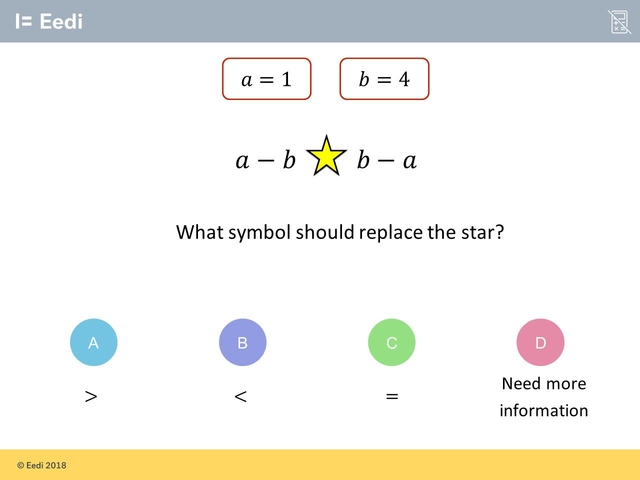 I= Eedi
𝑎 = 1 𝑏 = 4
𝑎 − 𝑏 𝑏 − 𝑎
What symbol should replace the star?
A B C D
> < = Need more
information
© Eedi 2018